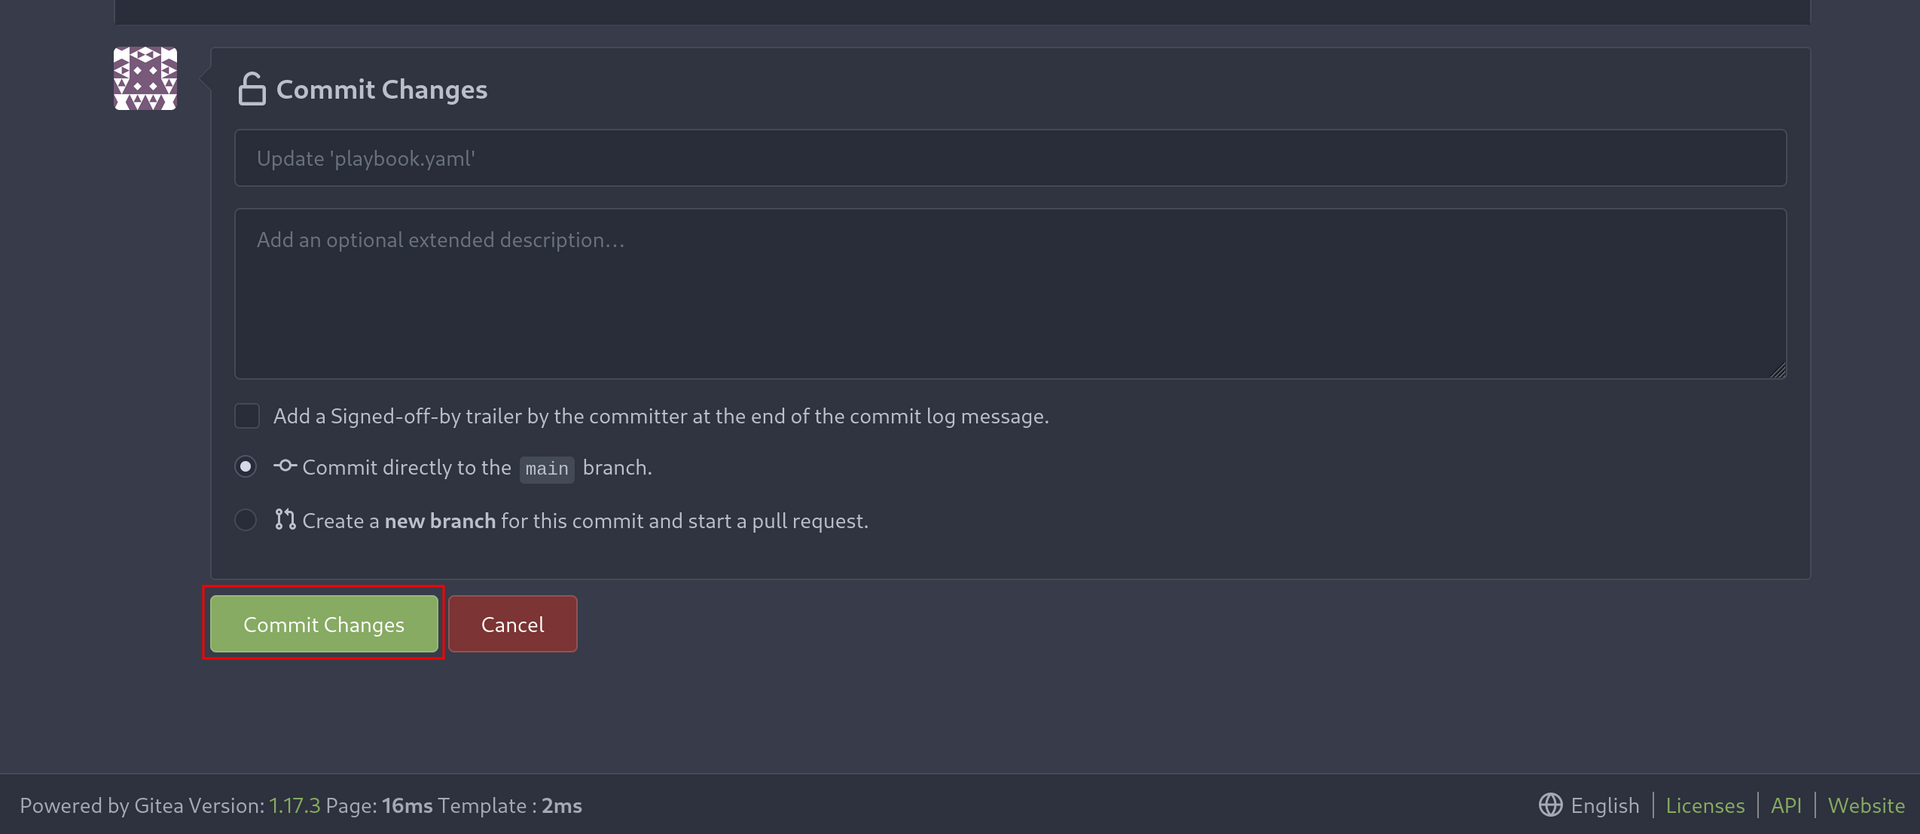 Commit Changes
Update 'playbook.yaml'
Add an optional extended description...
Add a Signed-off-by trailer by the committer at the end of the commit log message.
Commit directly to the main branch.
Create a new branch for this commit and start a pull request.
Commit Changes Cancel
Powered by Gitea Version: 1.17.3 Page: 16ms Template : 2ms English Licenses API Website